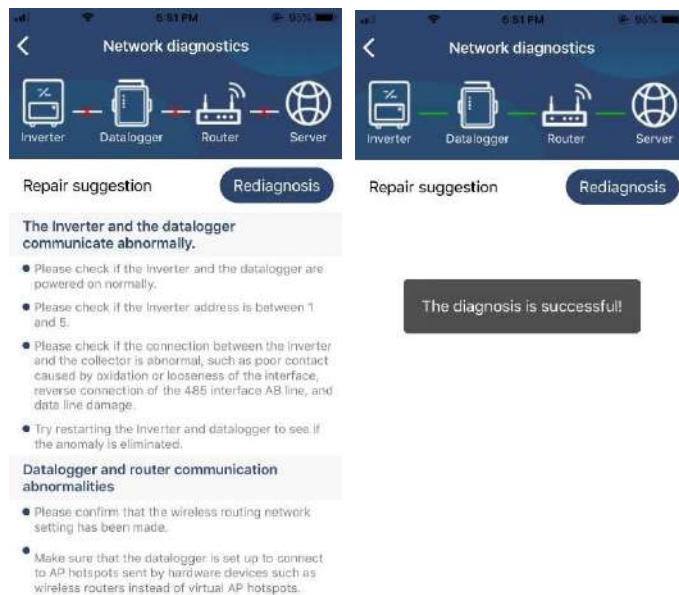 6:51 PM
95%
Network diagnostics
Inverter Datalogger Router Server
Repair suggestion Rediagnosis
The Inverter and the datalogger
communicate abnormally.
Please check if the Inverter and the datalogger are
powered on normally.
Please check if the Inverter address is between 1
and 5.
Please check if the connection between the Inverter
and the collector is abnormal, such as poor contact
caused by oxidation or looseness of the interface,
reverse connection of the 485 interface AB line, and
data line damage.
Try restarting the Inverter and datalogger to see if
the anomaly is eliminated.
Datalogger and router communication
abnormalities
Please confirm that the wireless routing network
setting has been made.
Make sure that the datalogger is set up to connect
to AP hotspots sent by hardware devices such as
wireless routers instead of virtual AP hotspots.
6:51 PM
95%
Network diagnostics
Inverter Datalogger Router Server
Repair suggestion Rediagnosis
The diagnosis is successful!